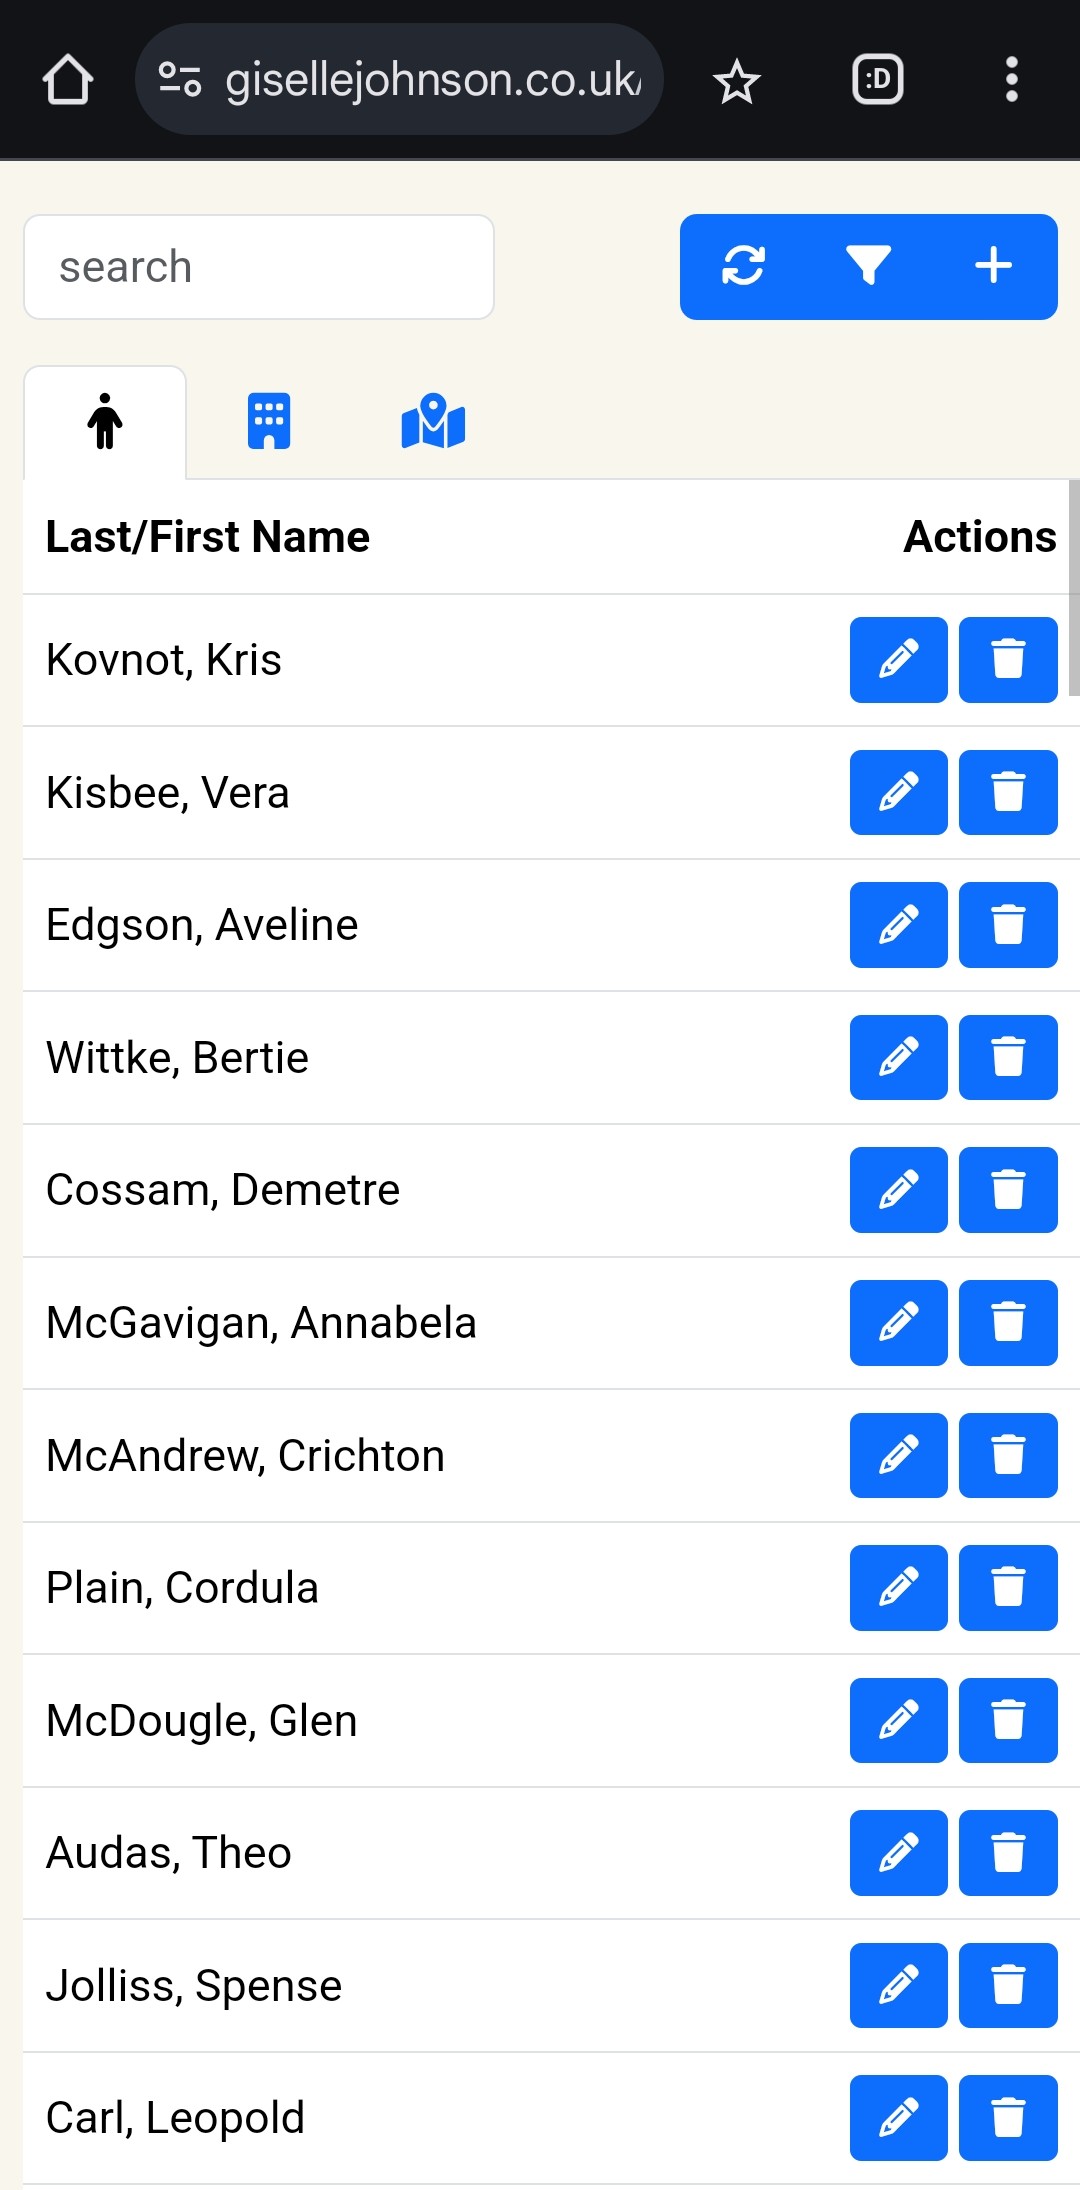 gisellejohnson.co.uk/
:D
search
Last/First Name Actions
Kovnot, Kris
Kisbee, Vera
Edgson, Aveline
Wittke, Bertie
Cossam, Demetre
McGavigan, Annabela
McAndrew, Crichton
Plain, Cordula
McDougle, Glen
Audas, Theo
Jolliss, Spense
Carl, Leopold